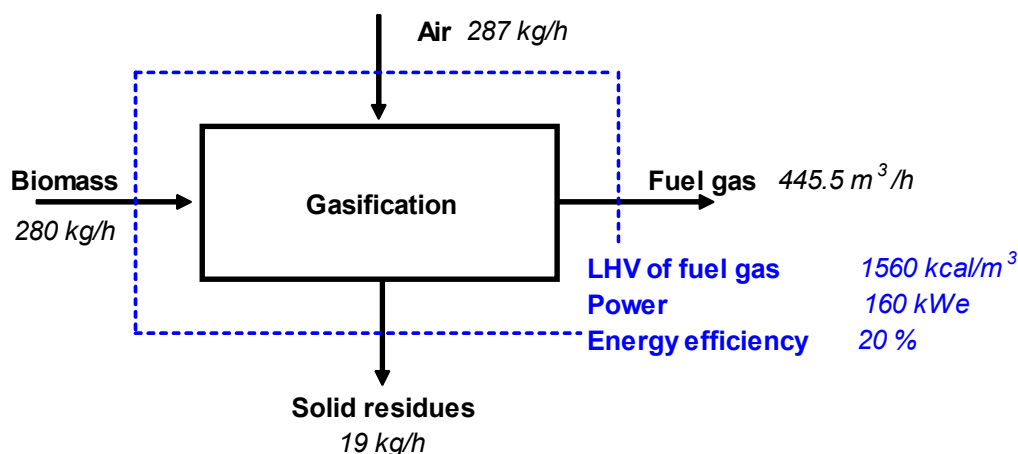 Air 287 kg/h
Biomass
280 kg/h
Gasification
Fuel gas 445.5 m³/h
LHV of fuel gas 1560 kcal/m³
Power 160 kWe
Energy efficiency 20 %
Solid residues
19 kg/h